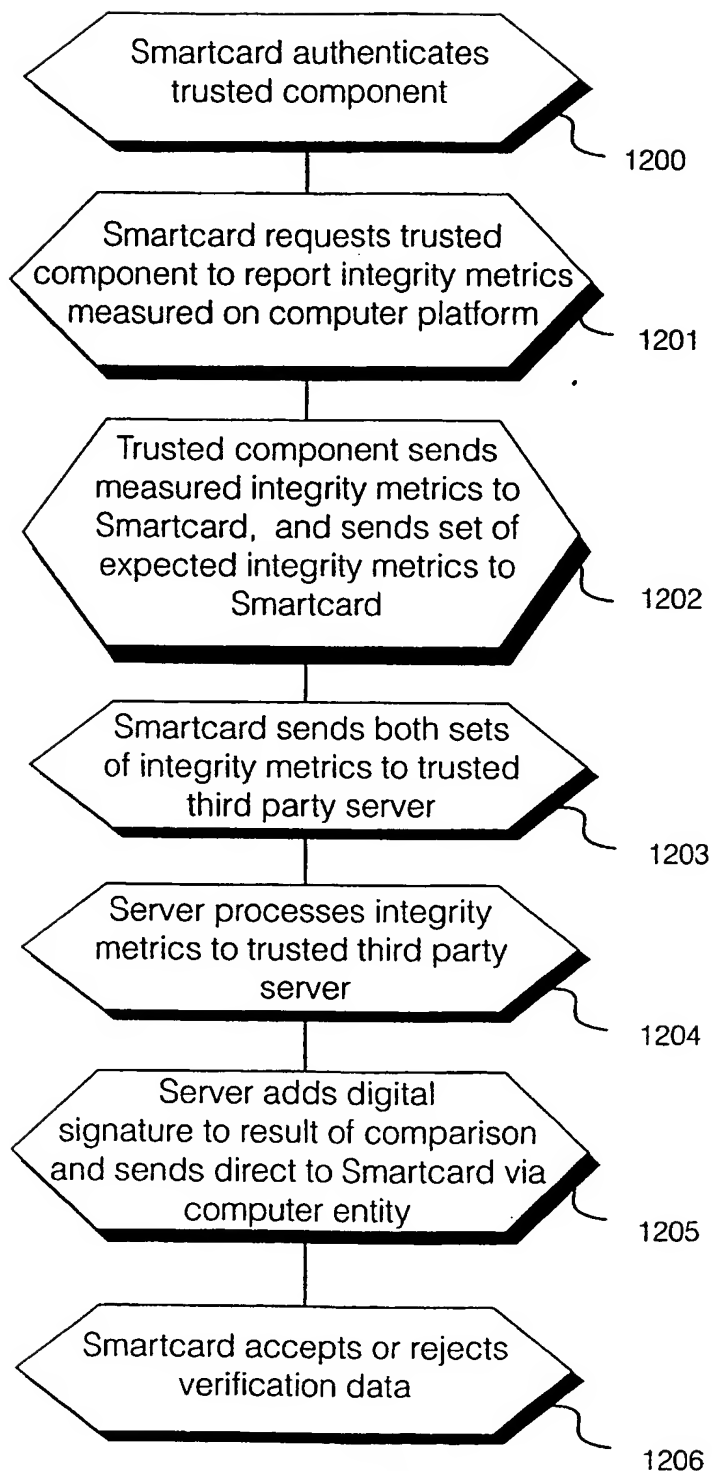 Smartcard authenticates
trusted component
1200
Smartcard requests trusted
component to report integrity metrics
measured on computer platform
1201
Trusted component sends
measured integrity metrics to
Smartcard, and sends set of
expected integrity metrics to
Smartcard
1202
Smartcard sends both sets
of integrity metrics to trusted
third party server
1203
Server processes integrity
metrics to trusted third party
server
1204
Server adds digital
signature to result of comparison
and sends direct to Smartcard via
computer entity
1205
Smartcard accepts or rejects
verification data
1206